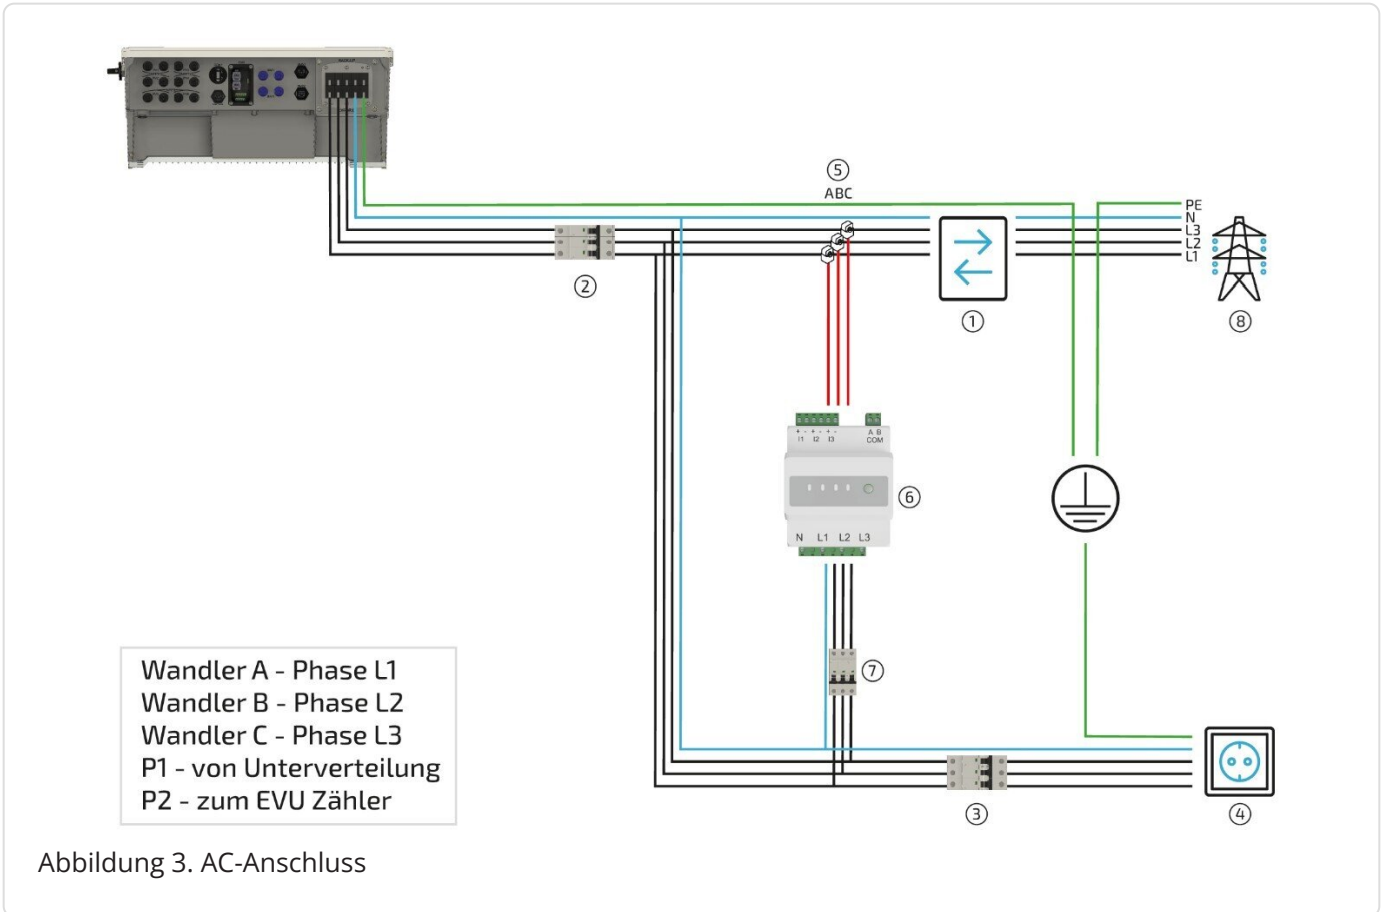 ⑤
ABC
PE
N
L3
L2
L1
②
①
⑧
+ - + - + -
I1 I2 I3
A B
COM
⑥
N L1 L2 L3
⑦
Wandler A - Phase L1
Wandler B - Phase L2
Wandler C - Phase L3
P1 - von Unterverteilung
P2 - zum EVU Zähler
③
④
Abbildung 3. AC-Anschluss